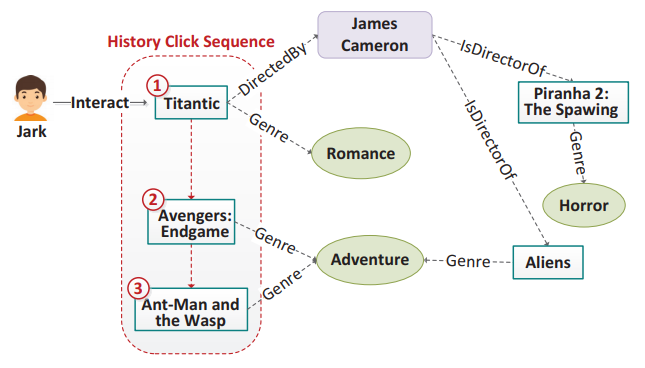 History Click Sequence
Jark
Interact
1
Titantic
DirectedBy
James
Cameron
Genre
Romance
IsDirectorOf
Piranha 2:
The Spawing
Genre
Horror
IsDirectorOf
2
Avengers:
Endgame
Genre
Adventure
Genre
Aliens
3
Ant-Man and
the Wasp
Genre